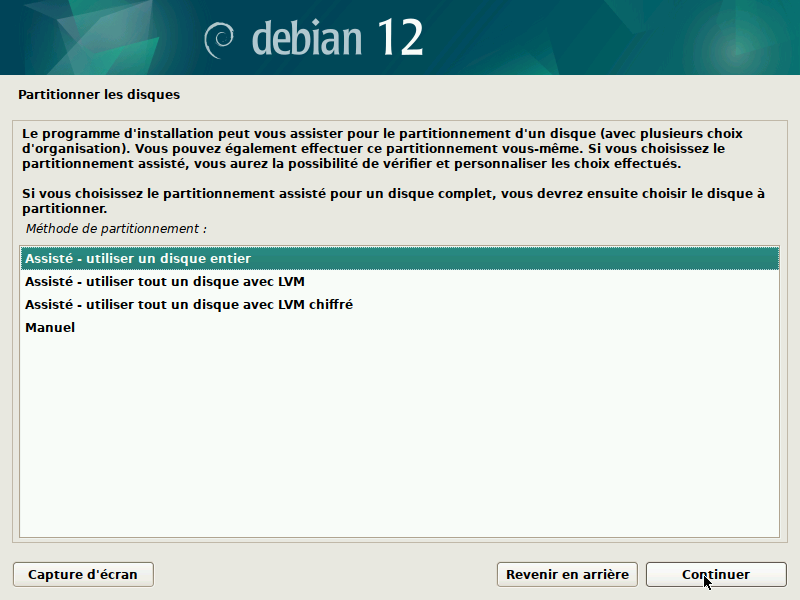 debian 12
Partitionner les disques
Le programme d'installation peut vous assister pour le partitionnement d'un disque (avec plusieurs choix
d'organisation). Vous pouvez également effectuer ce partitionnement vous-même. Si vous choisissez le
partitionnement assisté, vous aurez la possibilité de vérifier et personnaliser les choix effectués.
Si vous choisissez le partitionnement assisté pour un disque complet, vous devrez ensuite choisir le disque à
partitionner.
Méthode de partitionnement :
Assisté - utiliser un disque entier
Assisté - utiliser tout un disque avec LVM
Assisté - utiliser tout un disque avec LVM chiffré
Manuel
Capture d'écran
Revenir en arrière
Continuer